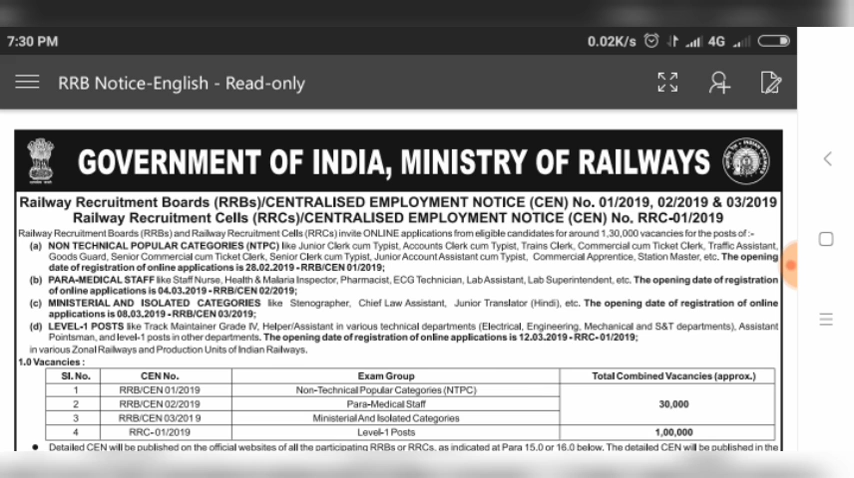 7:30 PM
0.02K/s 4G
RRB Notice-English - Read-only
GOVERNMENT OF INDIA, MINISTRY OF RAILWAYS
Railway Recruitment Boards (RRBs)/CENTRALISED EMPLOYMENT NOTICE (CEN) No. 01/2019, 02/2019 & 03/2019
Railway Recruitment Cells (RRCs)/CENTRALISED EMPLOYMENT NOTICE (CEN) No. RRC-01/2019
Railway Recruitment Boards (RRBs) and Railway Recruitment Cells (RRCs) invite ONLINE applications from eligible candidates for around 1,30,000 vacancies for the posts of :-
(a) NON TECHNICAL POPULAR CATEGORIES (NTPC) like Junior Clerk cum Typist, Accounts Clerk cum Typist, Trains Clerk, Commercial cum Ticket Clerk, Traffic Assistant,
Goods Guard, Senior Commercial cum Ticket Clerk, Senior Clerk cum Typist, Junior Account Assistant cum Typist, Commercial Apprentice, Station Master, etc. The opening
date of registration of online applications is 28.02.2019 - RRB/CEN 01/2019;
(b) PARA-MEDICAL STAFF like Staff Nurse, Health & Malaria Inspector, Pharmacist, ECG Technician, Lab Assistant, Lab Superintendent, etc. The opening date of registration
of online applications is 04.03.2019 - RRB/CEN 02/2019;
(c) MINISTERIAL AND ISOLATED CATEGORIES like Stenographer, Chief Law Assistant, Junior Translator (Hindi), etc. The opening date of registration of online
applications is 08.03.2019 - RRB/CEN 03/2019;
(d) LEVEL-1 POSTS like Track Maintainer Grade IV, Helper/Assistant in various technical departments (Electrical, Engineering, Mechanical and S&T departments), Assistant
Pointsman, and level-1 posts in other departments. The opening date of registration of online applications is 12.03.2019 - RRC- 01/2019;
in various Zonal Railways and Production Units of Indian Railways.
1.0 Vacancies :
Sl. No. CEN No. Exam Group Total Combined Vacancies (approx.)
1 RRB/CEN 01/2019 Non-Technical Popular Categories (NTPC)
2 RRB/CEN 02/2019 Para-Medical Staff 30,000
3 RRB/CEN 03/2019 Ministerial And Isolated Categories
4 RRC- 01/2019 Level-1 Posts 1,00,000
● Detailed CEN will be published on the official websites of all the participating RRBs or RRCs, as indicated at Para 15.0 or 16.0 below. The detailed CEN will be published in the